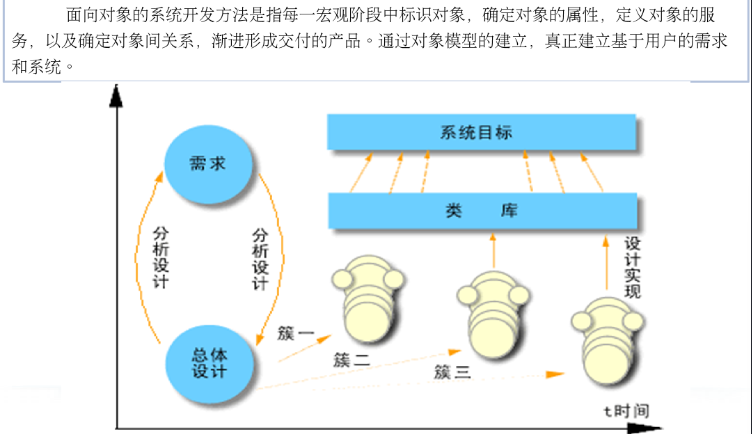 面向对象的系统开发方法是指每一宏观阶段中标识对象，确定对象的属性，定义对象的服
务，以及确定对象间关系，渐进形成交付的产品。通过对象模型的建立，真正建立基于用户的需求
和系统。
系统目标
需求
类 库
分析设计
分析设计
设计实现
簇一
总体
设计
簇二
簇三
t时间